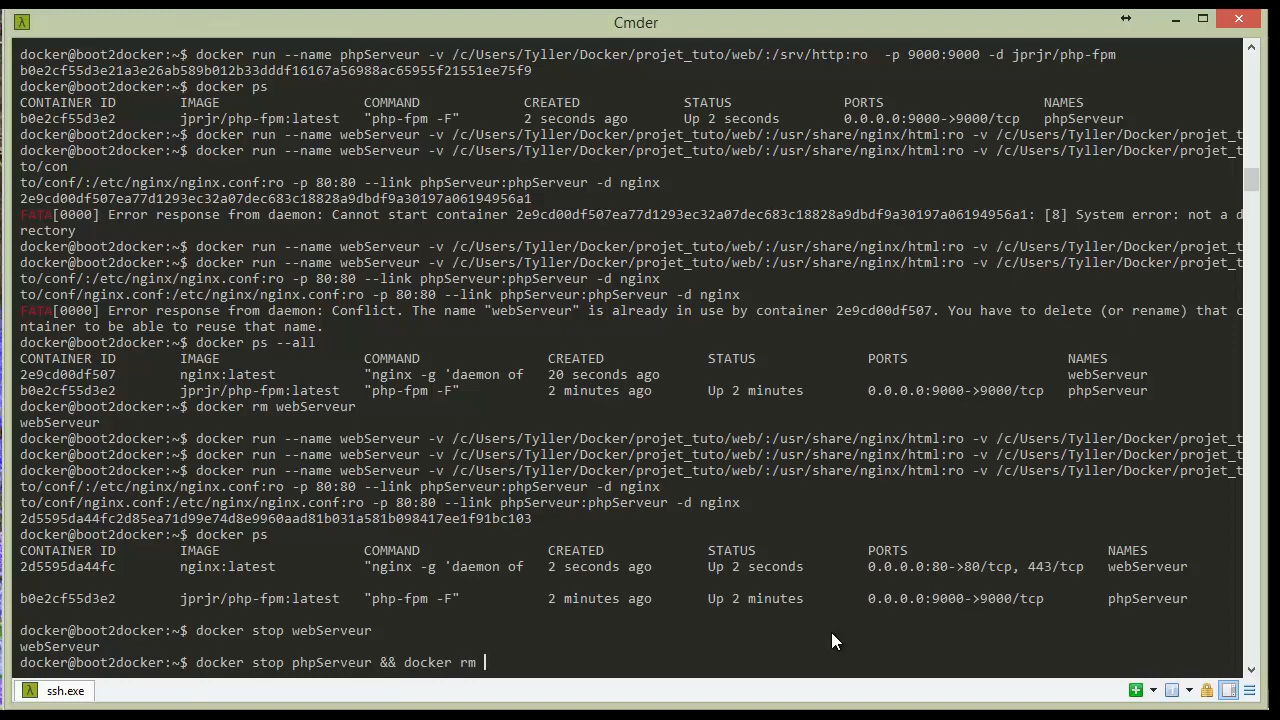 Cmder
docker@boot2docker:~$ docker run --name phpServeur -v /c/Users/Tyller/Docker/projet_tuto/web/:/srv/http:ro  -p 9000:9000 -d jprjr/php-fpm
b0e2cf55d3e21a3e26ab589b012b33dddf16167a56988ac65955f21551ee75f9
docker@boot2docker:~$ docker ps
CONTAINER ID        IMAGE                  COMMAND             CREATED             STATUS              PORTS                    NAMES
b0e2cf55d3e2        jprjr/php-fpm:latest   "php-fpm -F"        2 seconds ago       Up 2 seconds        0.0.0.0:9000->9000/tcp   phpServeur
docker@boot2docker:~$ docker run --name webServeur -v /c/Users/Tyller/Docker/projet_tuto/web/:/usr/share/nginx/html:ro -v /c/Users/Tyller/Docker/projet_t
docker@boot2docker:~$ docker run --name webServeur -v /c/Users/Tyller/Docker/projet_tuto/web/:/usr/share/nginx/html:ro -v /c/Users/Tyller/Docker/projet_t
to/con
to/conf/:/etc/nginx/nginx.conf:ro -p 80:80 --link phpServeur:phpServeur -d nginx
2e9cd00df507ea77d1293ec32a07dec683c18828a9dbdf9a30197a06194956a1
FATA[0000] Error response from daemon: Cannot start container 2e9cd00df507ea77d1293ec32a07dec683c18828a9dbdf9a30197a06194956a1: [8] System error: not a d
rectory
docker@boot2docker:~$ docker run --name webServeur -v /c/Users/Tyller/Docker/projet_tuto/web/:/usr/share/nginx/html:ro -v /c/Users/Tyller/Docker/projet_t
docker@boot2docker:~$ docker run --name webServeur -v /c/Users/Tyller/Docker/projet_tuto/web/:/usr/share/nginx/html:ro -v /c/Users/Tyller/Docker/projet_t
to/conf/:/etc/nginx/nginx.conf:ro -p 80:80 --link phpServeur:phpServeur -d nginx
to/conf/nginx.conf:/etc/nginx/nginx.conf:ro -p 80:80 --link phpServeur:phpServeur -d nginx
FATA[0000] Error response from daemon: Conflict. The name "webServeur" is already in use by container 2e9cd00df507. You have to delete (or rename) that c
ntainer to be able to reuse that name.
docker@boot2docker:~$ docker ps --all
CONTAINER ID        IMAGE                  COMMAND                CREATED             STATUS              PORTS                    NAMES
2e9cd00df507        nginx:latest           "nginx -g 'daemon of   20 seconds ago                                                   webServeur
b0e2cf55d3e2        jprjr/php-fpm:latest   "php-fpm -F"           2 minutes ago       Up 2 minutes        0.0.0.0:9000->9000/tcp   phpServeur
docker@boot2docker:~$ docker rm webServeur
webServeur
docker@boot2docker:~$ docker run --name webServeur -v /c/Users/Tyller/Docker/projet_tuto/web/:/usr/share/nginx/html:ro -v /c/Users/Tyller/Docker/projet_t
docker@boot2docker:~$ docker run --name webServeur -v /c/Users/Tyller/Docker/projet_tuto/web/:/usr/share/nginx/html:ro -v /c/Users/Tyller/Docker/projet_t
docker@boot2docker:~$ docker run --name webServeur -v /c/Users/Tyller/Docker/projet_tuto/web/:/usr/share/nginx/html:ro -v /c/Users/Tyller/Docker/projet_t
to/conf/:/etc/nginx/nginx.conf:ro -p 80:80 --link phpServeur:phpServeur -d nginx
to/conf/nginx.conf:/etc/nginx/nginx.conf:ro -p 80:80 --link phpServeur:phpServeur -d nginx
2d5595da44fc2d85ea71d99e74d8e9960aad81b031a581b098417ee1f91bc103
docker@boot2docker:~$ docker ps
CONTAINER ID        IMAGE                  COMMAND                CREATED             STATUS              PORTS                         NAMES
2d5595da44fc        nginx:latest           "nginx -g 'daemon of   2 seconds ago       Up 2 seconds        0.0.0.0:80->80/tcp, 443/tcp   webServeur
b0e2cf55d3e2        jprjr/php-fpm:latest   "php-fpm -F"           2 minutes ago       Up 2 minutes        0.0.0.0:9000->9000/tcp        phpServeur
docker@boot2docker:~$ docker stop webServeur
webServeur
docker@boot2docker:~$ docker stop phpServeur && docker rm
ssh.exe